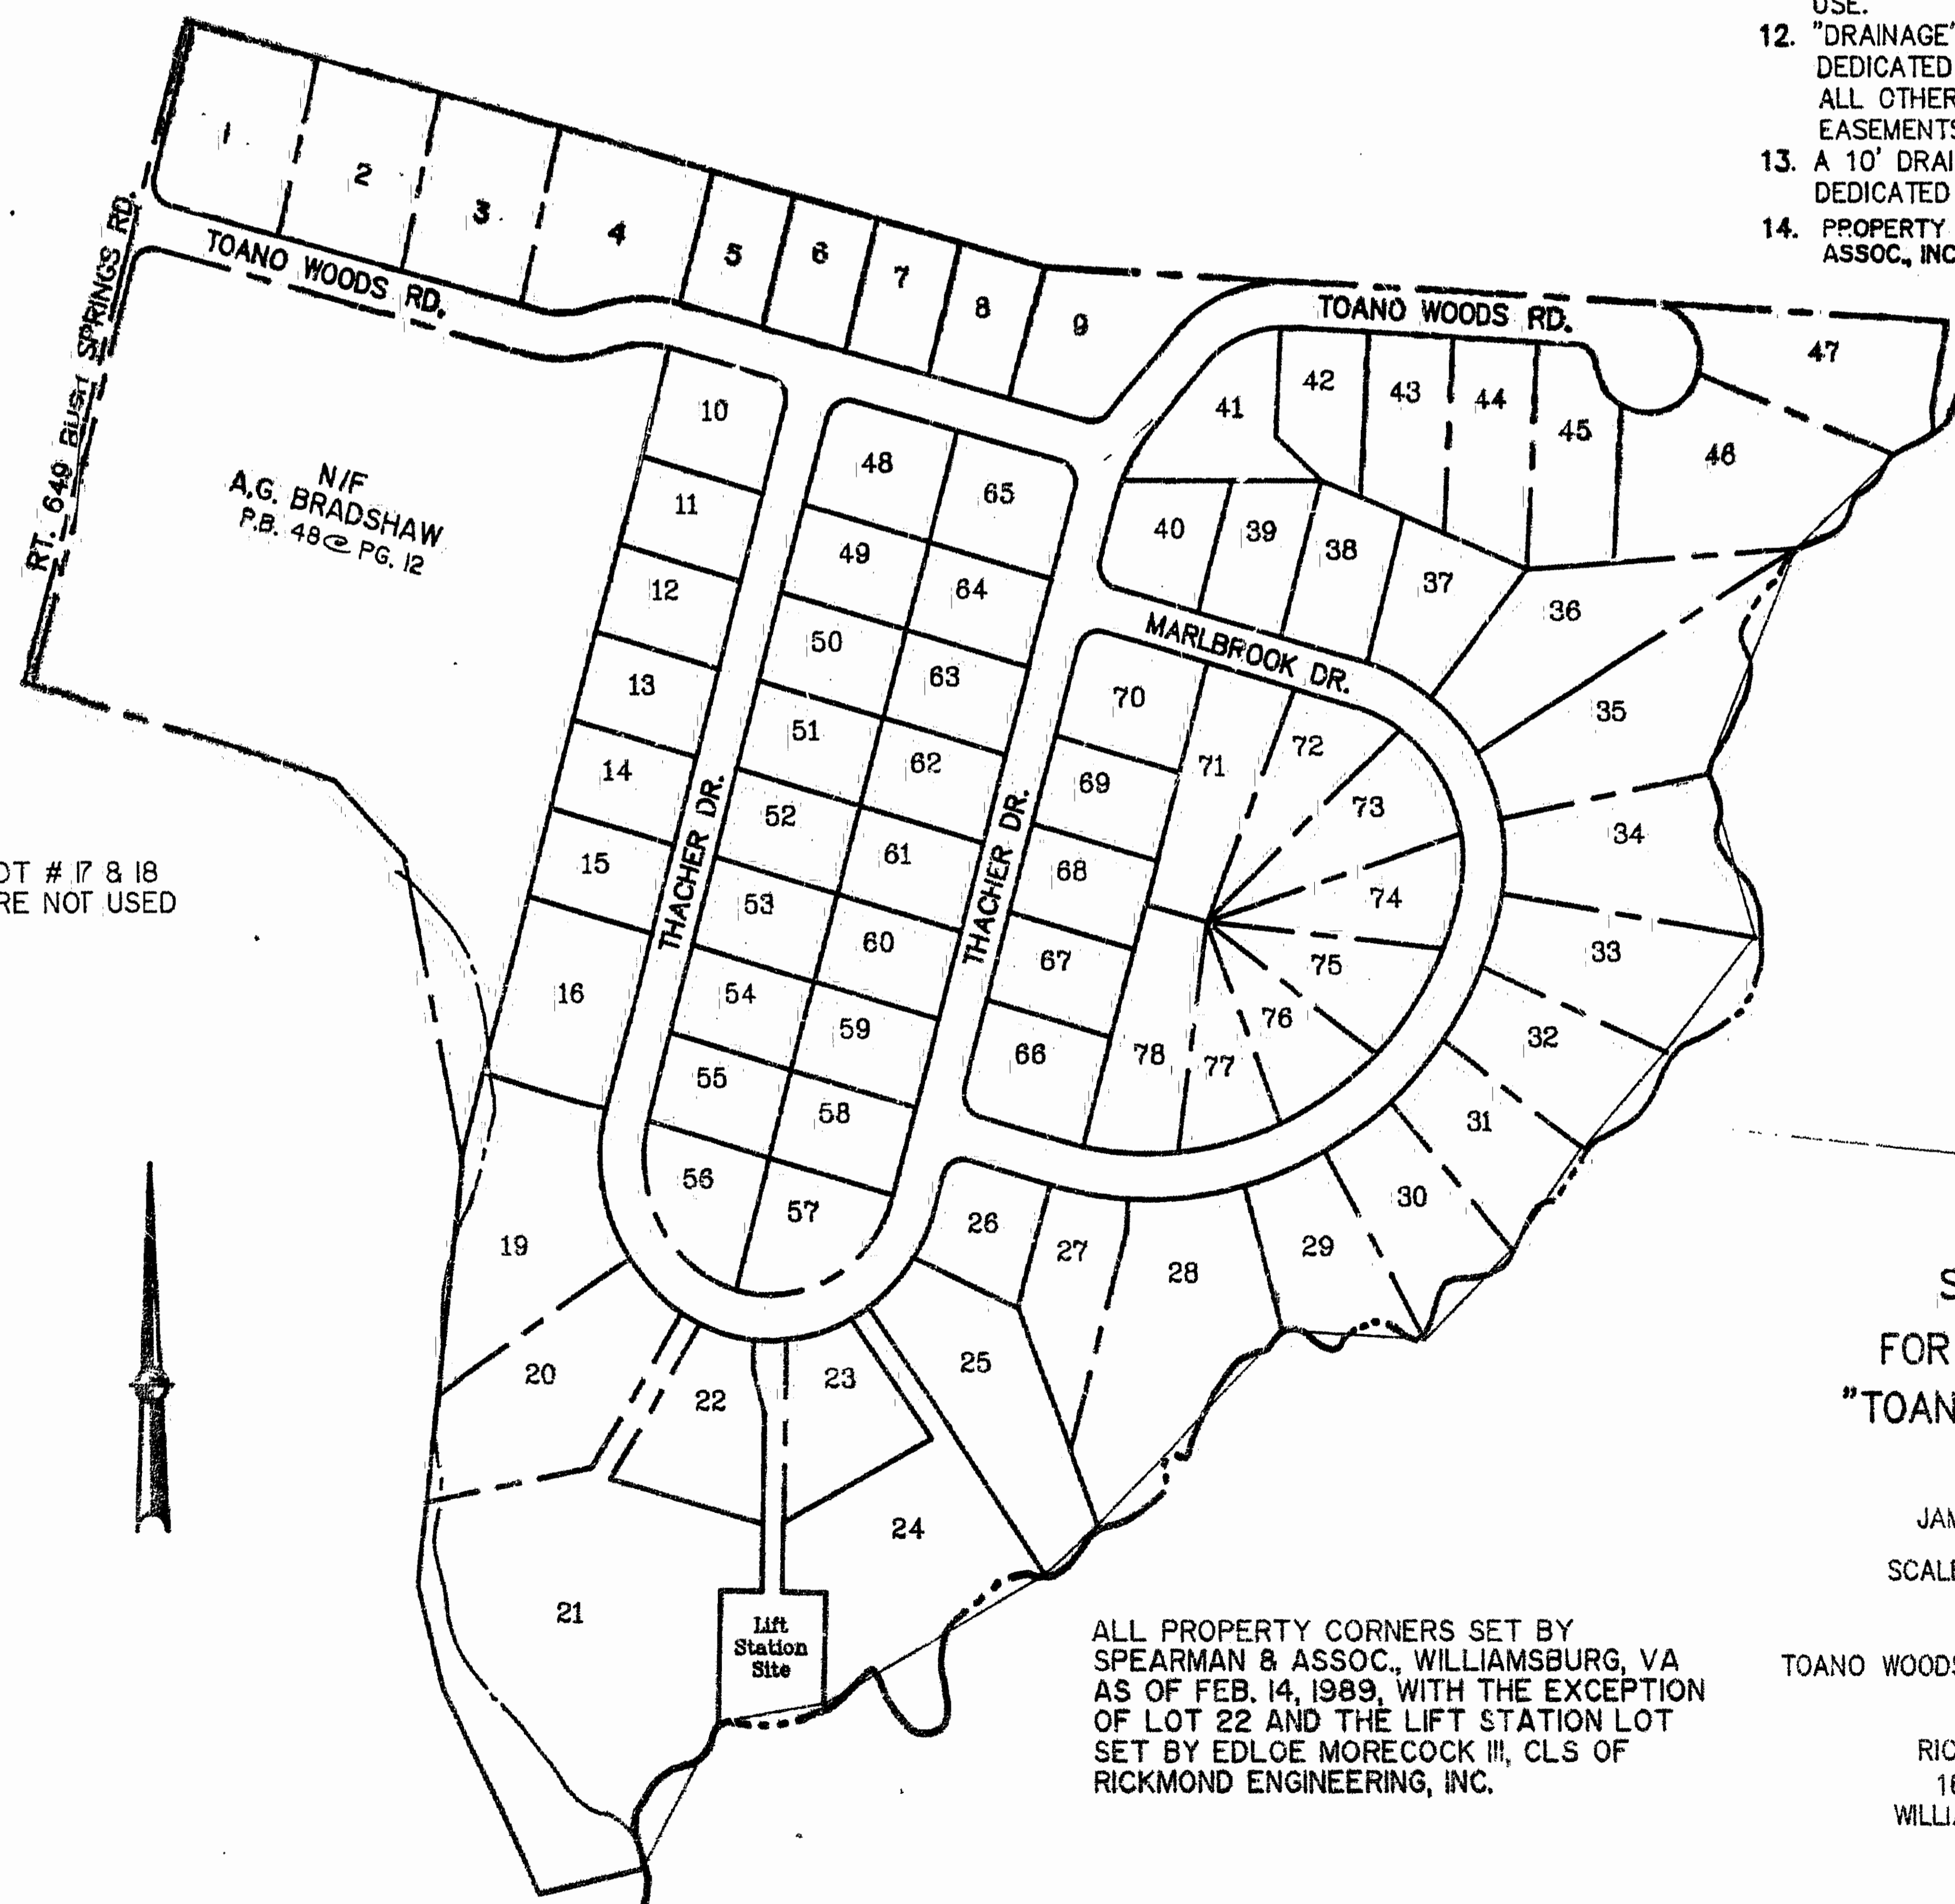 USE.
12. "DRAINAGE"
DEDICATED
ALL OTHER
EASEMENTS
13. A 10' DRAI
DEDICATED
14. PROPERTY
ASSOC., INC
1
2
3
4
5
6
7
8
9
TOANO WOODS RD.
TOANO WOODS RD.
47
RT. 649 BUSH SPRINGS RD.
10
41
42
43
44
45
46
N/F
A.G. BRADSHAW
P.B. 48 @ PG. 12
11
48
65
40
39
38
37
36
12
49
64
MARLBROOK DR.
13
50
63
70
71
72
35
14
51
62
69
73
34
15
52
61
68
74
33
OT # 17 & 18
RE NOT USED
THACHER DR.
THACHER DR.
16
53
60
67
75
32
54
59
66
78
77
76
31
55
58
30
56
57
26
27
28
29
19
20
22
23
25
21
24
Lift
Station
Site
ALL PROPERTY CORNERS SET BY
SPEARMAN & ASSOC., WILLIAMSBURG, VA
AS OF FEB. 14, 1989, WITH THE EXCEPTION
OF LOT 22 AND THE LIFT STATION LOT
SET BY EDLOE MORECOCK III, CLS OF
RICKMOND ENGINEERING, INC.
S
FOR
"TOAN
JAM
SCALE
TOANO WOODS
RIC
16
WILLIA